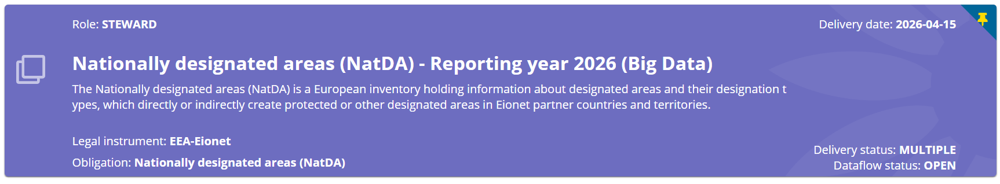 Role: STEWARD
Delivery date: 2026-04-15
Nationally designated areas (NatDA) - Reporting year 2026 (Big Data)
The Nationally designated areas (NatDA) is a European inventory holding information about designated areas and their designation t
ypes, which directly or indirectly create protected or other designated areas in Eionet partner countries and territories.
Legal instrument: EEA-Eionet
Obligation: Nationally designated areas (NatDA)
Delivery status: MULTIPLE
Dataflow status: OPEN